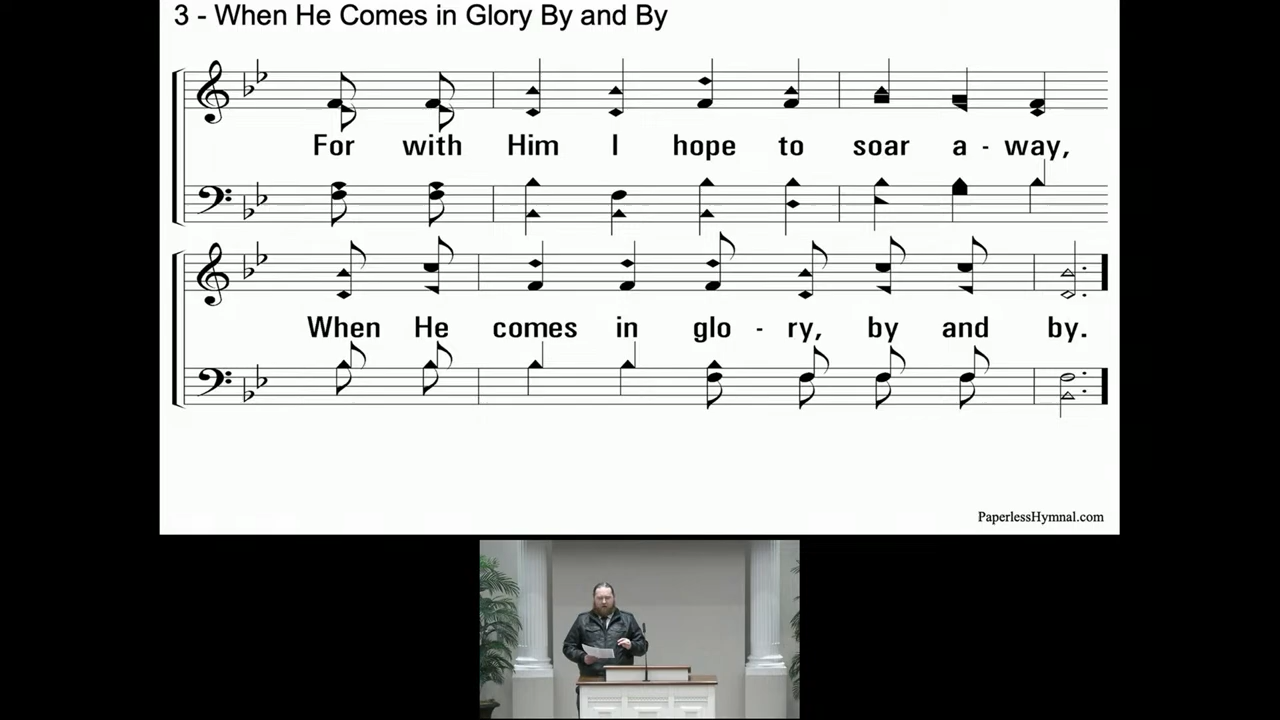 3 - When He Comes in Glory By and By
For with Him I hope to soar a - way,
When He comes in glo - ry, by and by.
PaperlessHymnal.com